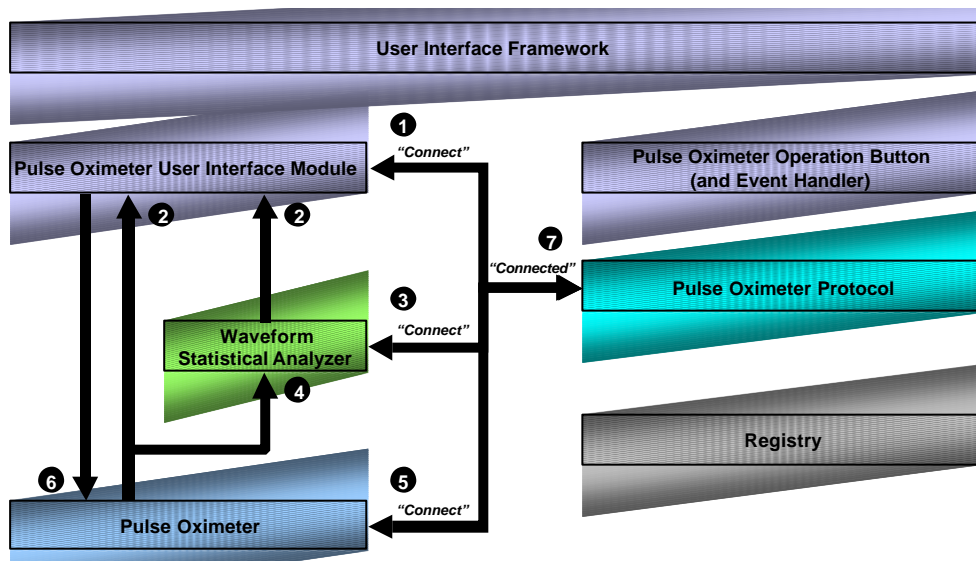 User Interface Framework
1
“Connect”
Pulse Oximeter User Interface Module
Pulse Oximeter Operation Button
(and Event Handler)
2
2
7
“Connected”
Pulse Oximeter Protocol
3
“Connect”
Waveform
Statistical Analyzer
4
Registry
6
5
“Connect”
Pulse Oximeter